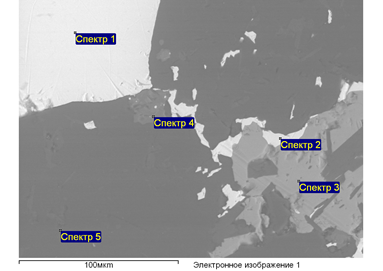 Спектр 1
Спектр 4
Спектр 2
Спектр 3
Спектр 5
100мкm Электронное изображение 1